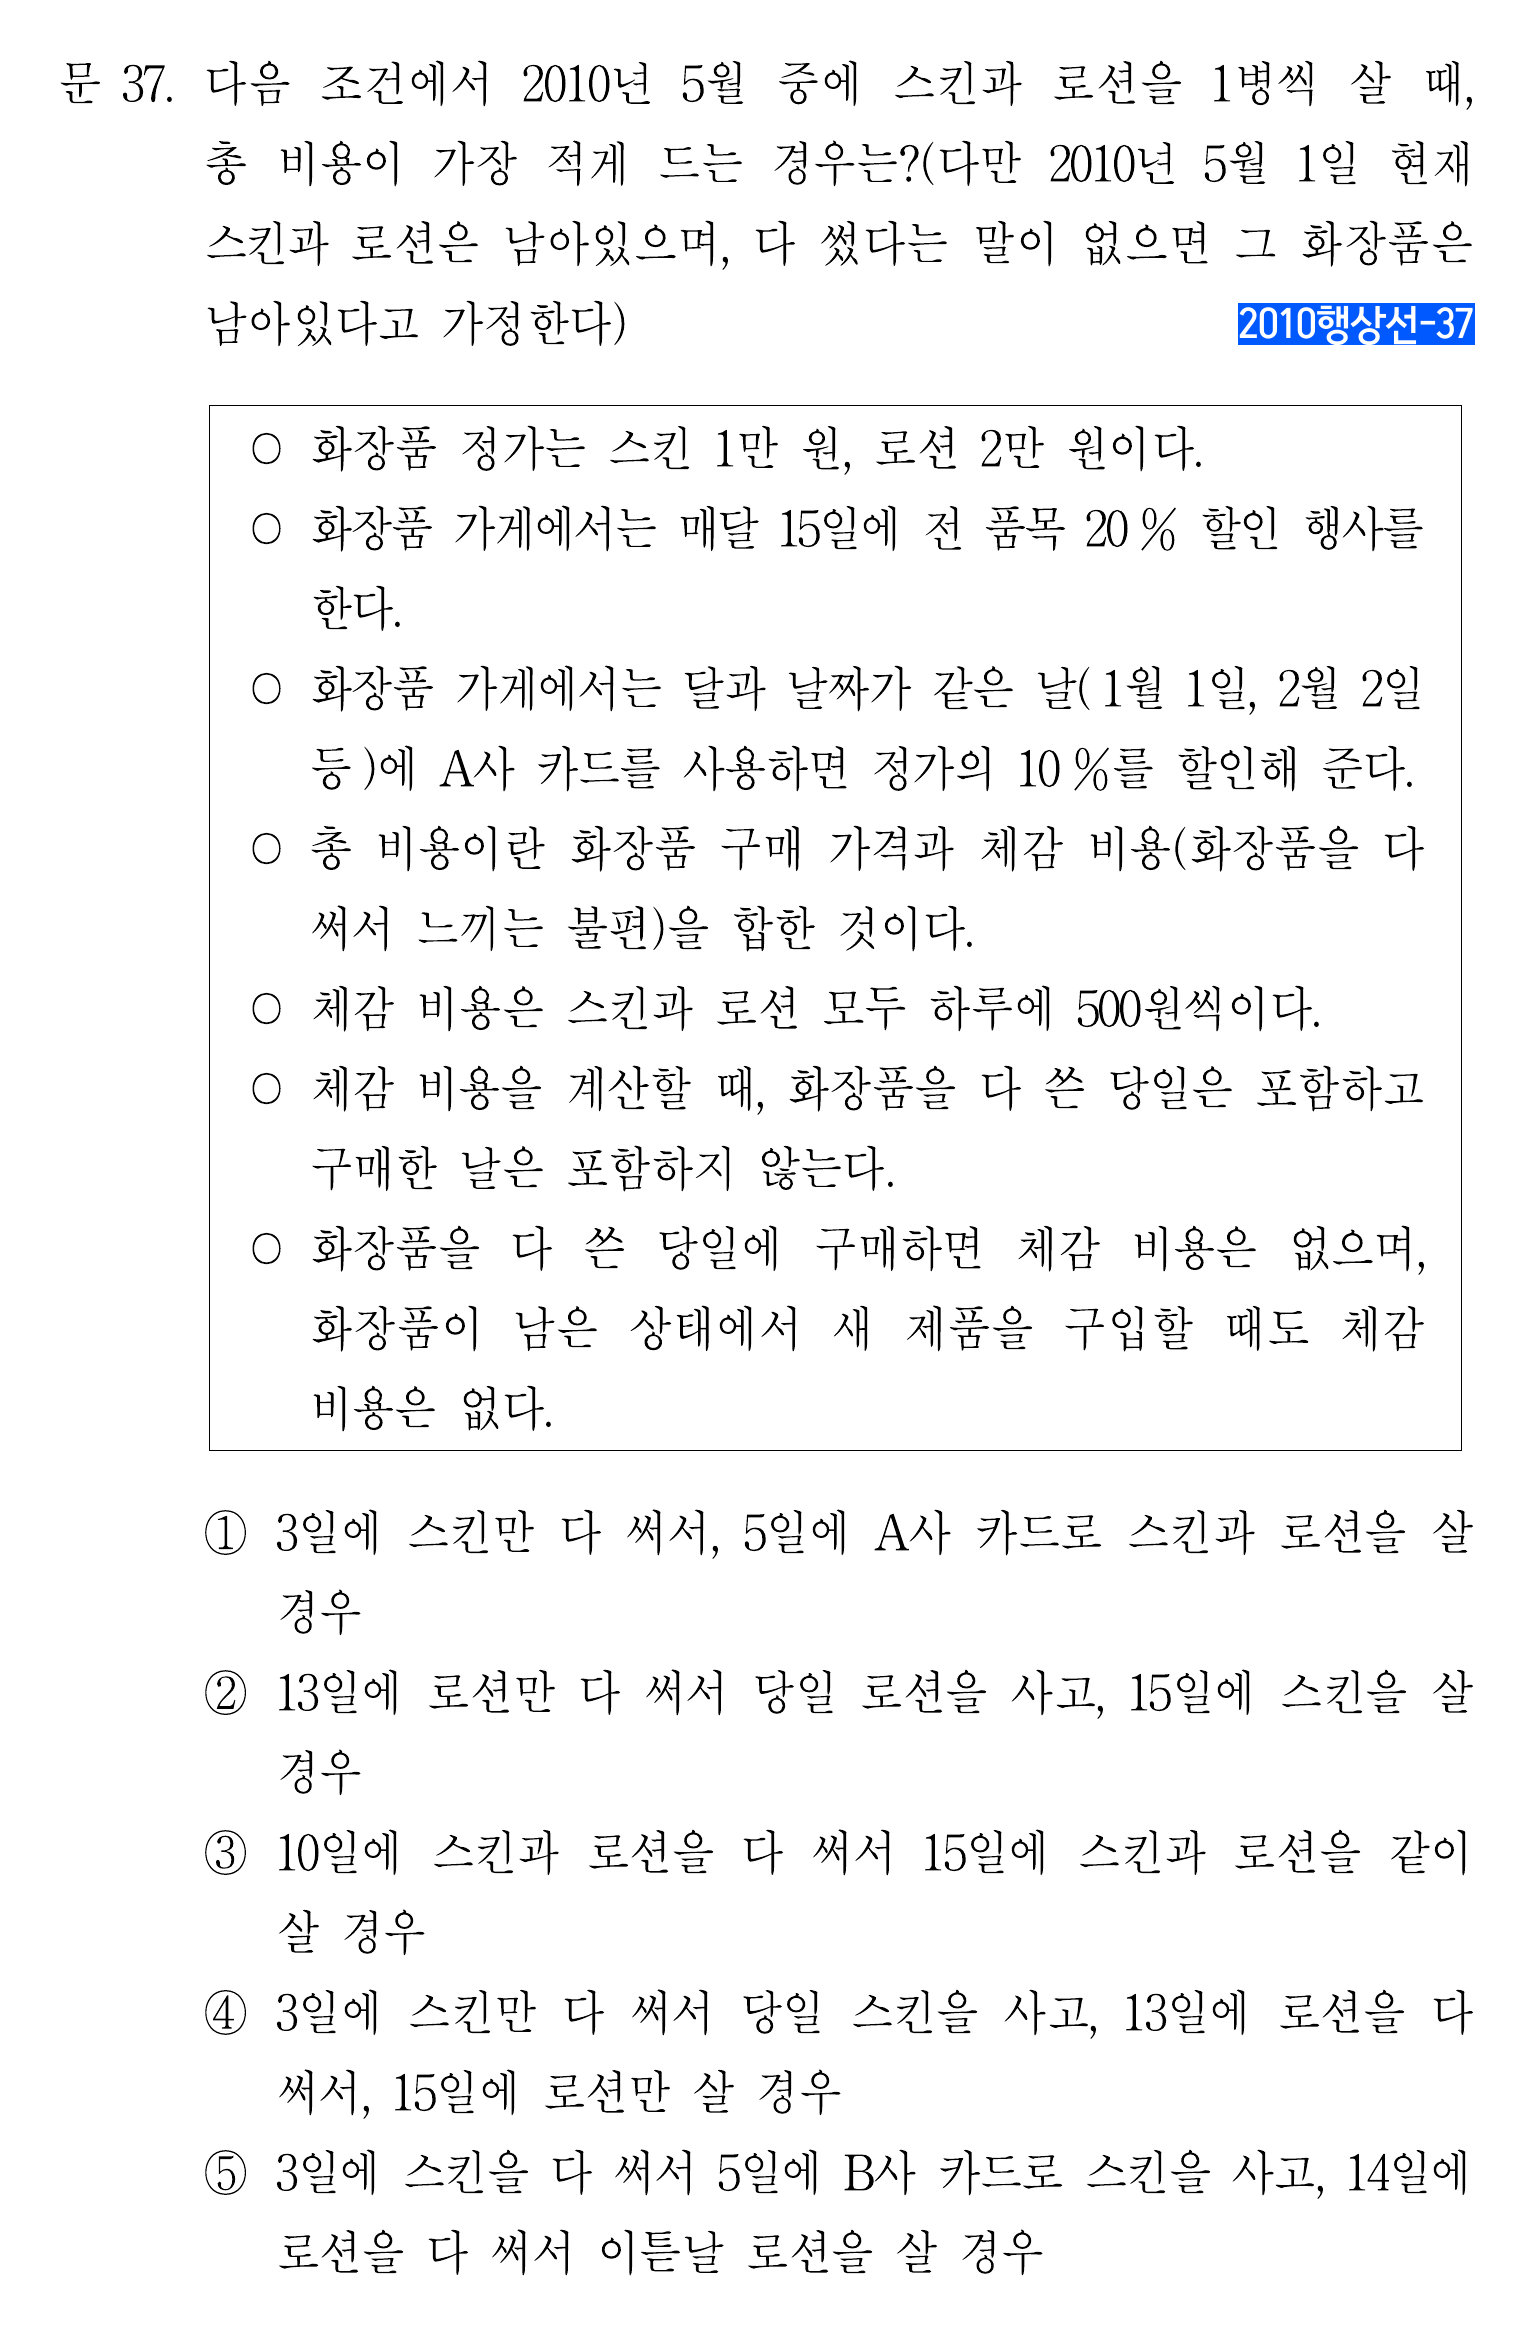 문 37. 다음 조건에서 2010년 5월 중에 스킨과 로션을 1병씩 살 때,
총 비용이 가장 적게 드는 경우는?(다만 2010년 5월 1일 현재
스킨과 로션은 남아있으며, 다 썼다는 말이 없으면 그 화장품은
남아있다고 가정한다) 2010행상선-37
○ 화장품 정가는 스킨 1만 원, 로션 2만 원이다.
○ 화장품 가게에서는 매달 15일에 전 품목 20 % 할인 행사를
한다.
○ 화장품 가게에서는 달과 날짜가 같은 날( 1월 1일, 2월 2일
등 )에 A사 카드를 사용하면 정가의 10 %를 할인해 준다.
○ 총 비용이란 화장품 구매 가격과 체감 비용(화장품을 다
써서 느끼는 불편)을 합한 것이다.
○ 체감 비용은 스킨과 로션 모두 하루에 500원씩이다.
○ 체감 비용을 계산할 때, 화장품을 다 쓴 당일은 포함하고
구매한 날은 포함하지 않는다.
○ 화장품을 다 쓴 당일에 구매하면 체감 비용은 없으며,
화장품이 남은 상태에서 새 제품을 구입할 때도 체감
비용은 없다.
① 3일에 스킨만 다 써서, 5일에 A사 카드로 스킨과 로션을 살
경우
② 13일에 로션만 다 써서 당일 로션을 사고, 15일에 스킨을 살
경우
③ 10일에 스킨과 로션을 다 써서 15일에 스킨과 로션을 같이
살 경우
④ 3일에 스킨만 다 써서 당일 스킨을 사고, 13일에 로션을 다
써서, 15일에 로션만 살 경우
⑤ 3일에 스킨을 다 써서 5일에 B사 카드로 스킨을 사고, 14일에
로션을 다 써서 이튿날 로션을 살 경우